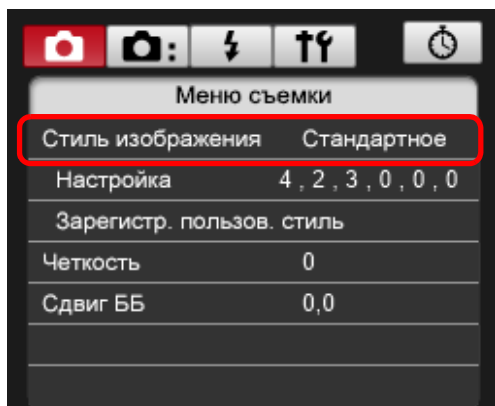 Меню съемки
Стиль изображения Стандартное
Настройка 4 , 2 , 3 , 0 , 0 , 0
Зарегистр. пользов. стиль
Четкость 0
Сдвиг ББ 0,0